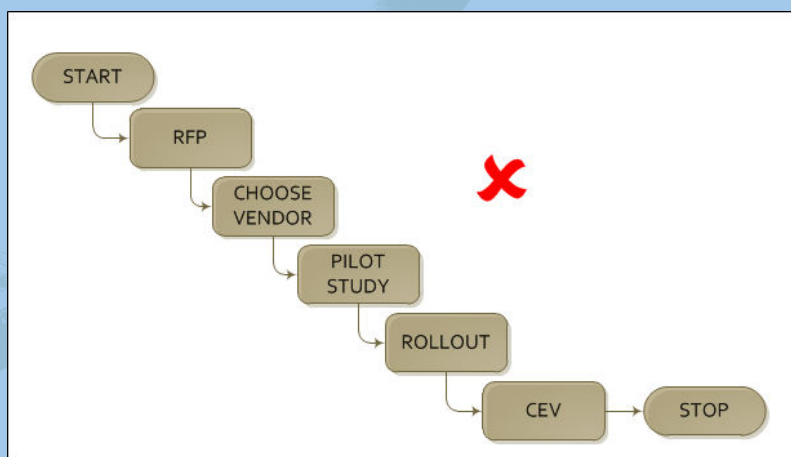 START
RFP
CHOOSE
VENDOR
PILOT
STUDY
ROLLOUT
CEV
STOP